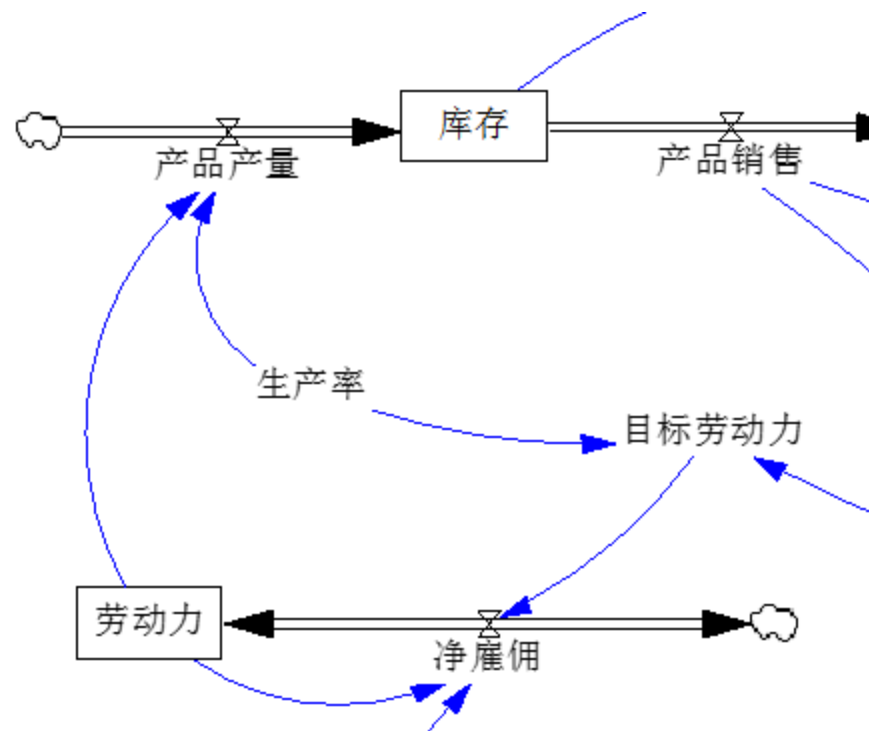 库存
产品产量
产品销售
生产率
目标劳动力
劳动力
净雇佣